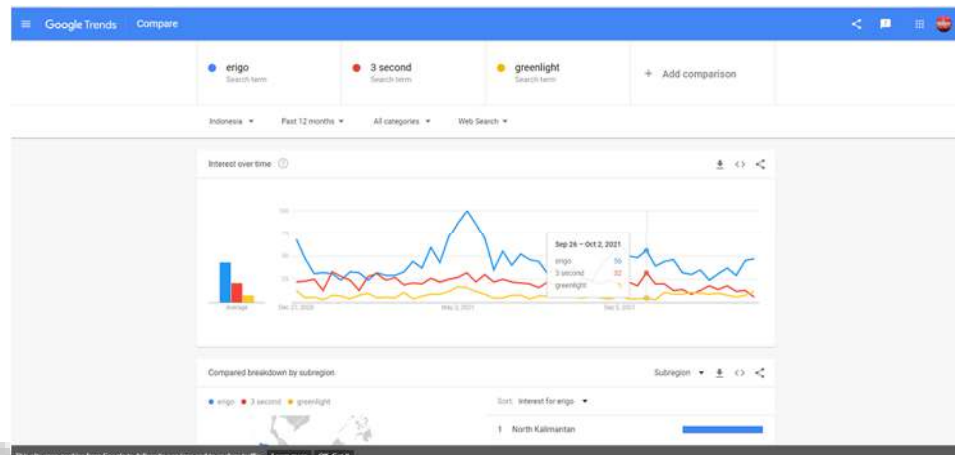 Google Trends Compare
erigo
Search term
3 second
Search term
greenlight
Search term
+ Add comparison
Indonesia
Past 12 months
All categories
Web Search
Interest over time
100
75
50
25
Average
Dec 27, 2020
May 2, 2021
Sep 5, 2021
Sep 26 – Oct 2, 2021
erigo 56
3 second 32
greenlight
Compared breakdown by subregion
Subregion
erigo 3 second greenlight
Sort: Interest for erigo
1 North Kalimantan